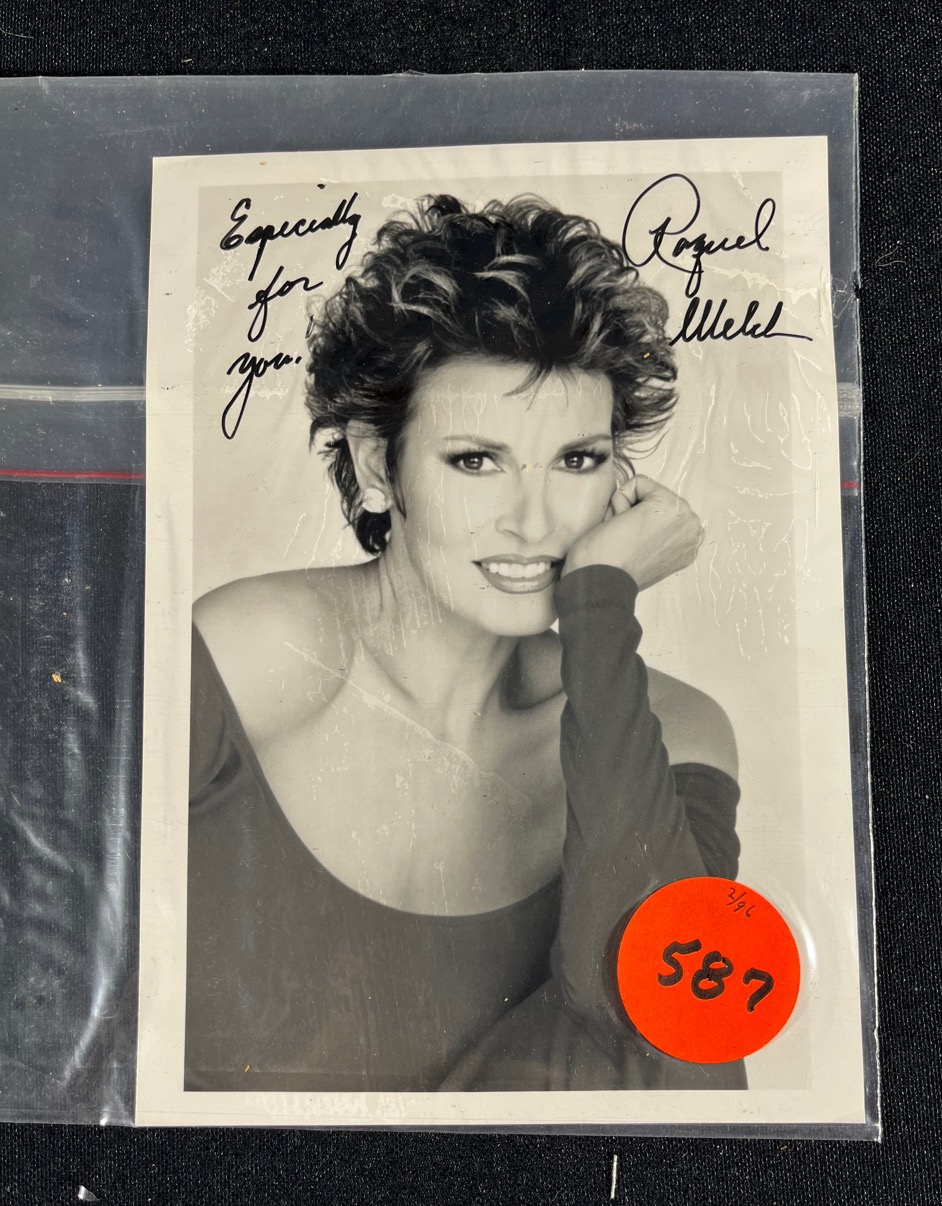 Especially
for
you.
Raquel
Welch
2/96
587